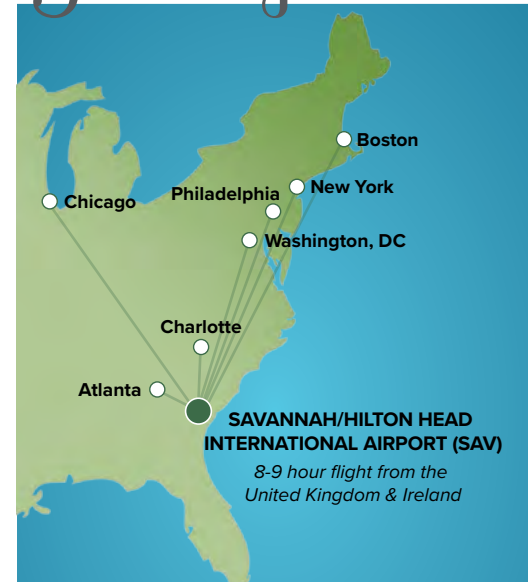 Boston
New York
Philadelphia
Chicago
Washington, DC
Charlotte
Atlanta
SAVANNAH/HILTON HEAD
INTERNATIONAL AIRPORT (SAV)
8-9 hour flight from the
United Kingdom & Ireland